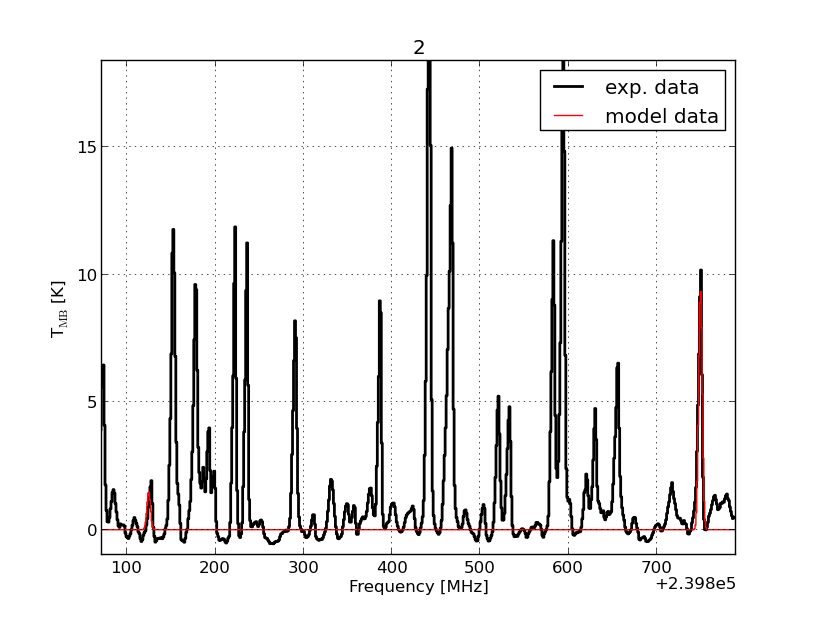 2
exp. data
model data
15
10
5
0
T_MB [K]
100 200 300 400 500 600 700
Frequency [MHz]
+2.398e5